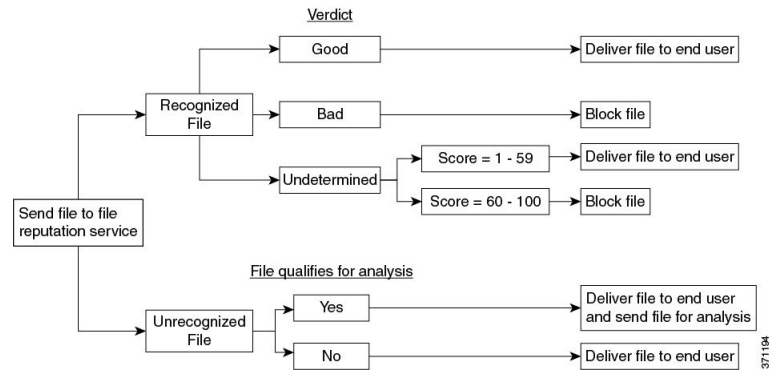 Verdict
Good
Deliver file to end user
Recognized
File
Bad
Block file
Undetermined
Score = 1 - 59
Deliver file to end user
Score = 60 - 100
Block file
Send file to file
reputation service
File qualifies for analysis
Unrecognized
File
Yes
Deliver file to end user
and send file for analysis
No
Deliver file to end user
371194